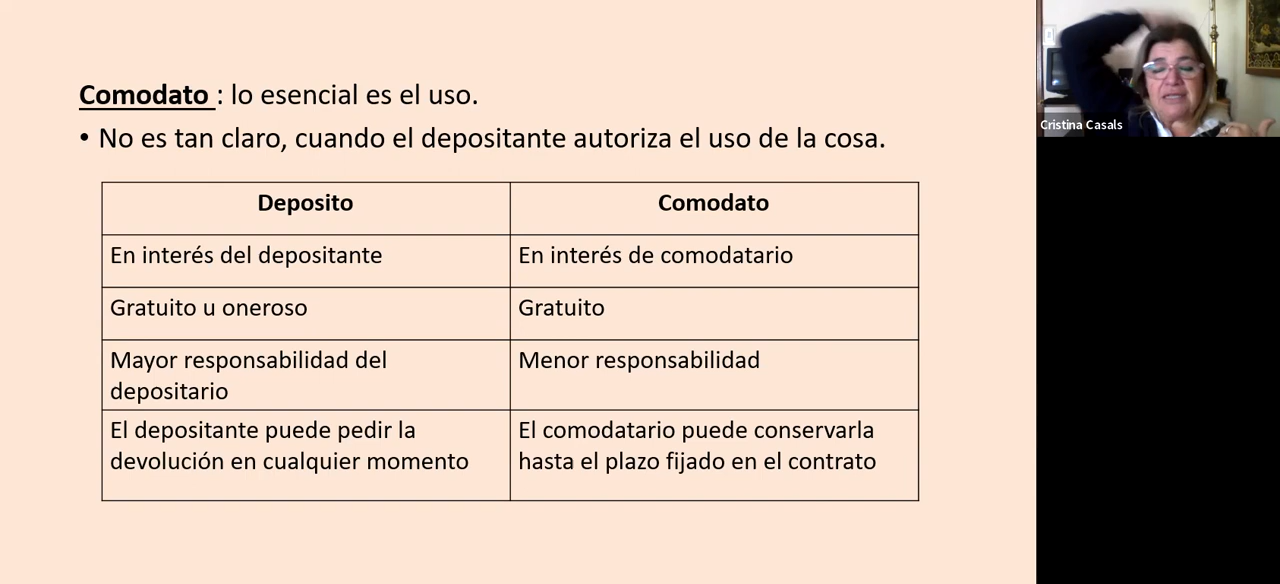 Comodato : lo esencial es el uso.
• No es tan claro, cuando el depositante autoriza el uso de la cosa.
Deposito
Comodato
En interés del depositante
En interés de comodatario
Gratuito u oneroso
Gratuito
Mayor responsabilidad del
depositario
Menor responsabilidad
El depositante puede pedir la
devolución en cualquier momento
El comodatario puede conservarla
hasta el plazo fijado en el contrato
Cristina Casals